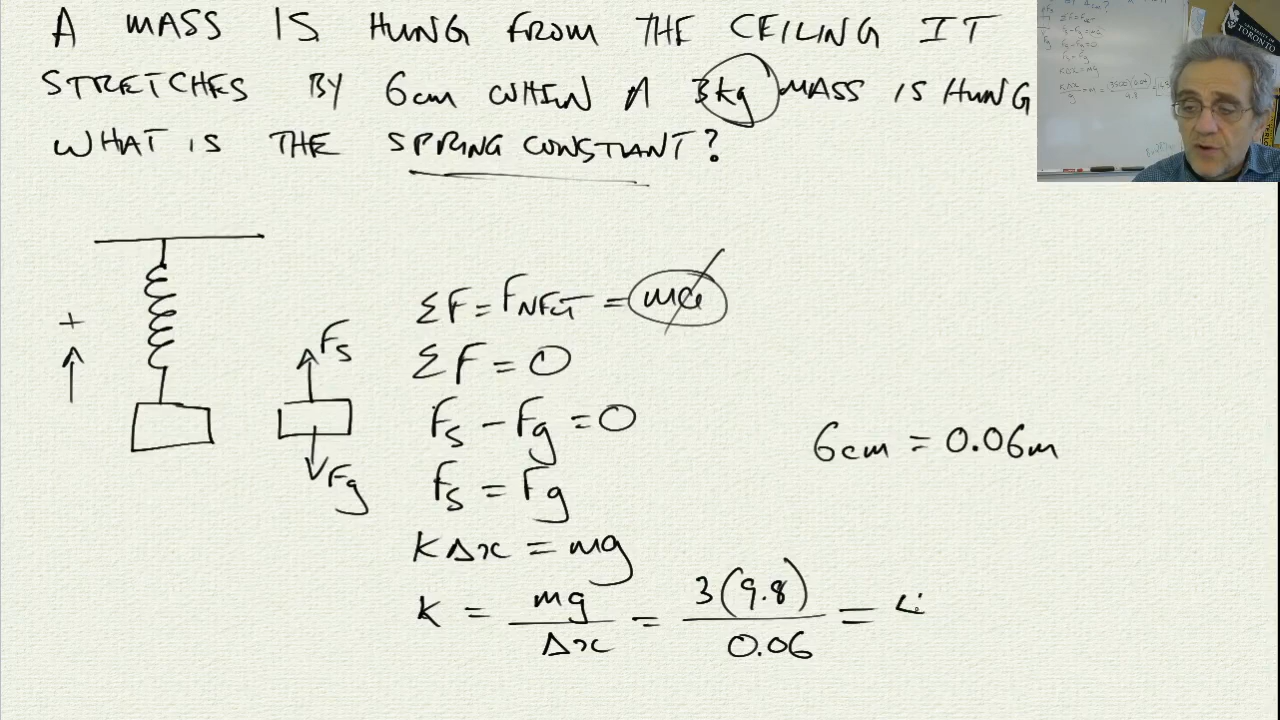 A MASS IS HUNG FROM THE CEILING IT
STRETCHES BY 6cm WHEN A 3kg MASS IS HUNG
WHAT IS THE SPRING CONSTANT?
+
Fs
Fg
ΣF = FNET = ma
ΣF = 0
Fs - Fg = 0
Fs = Fg
KΔx = mg
K = mg/Δx = 3(9.8)/0.06 =
6cm = 0.06m
TORONTO